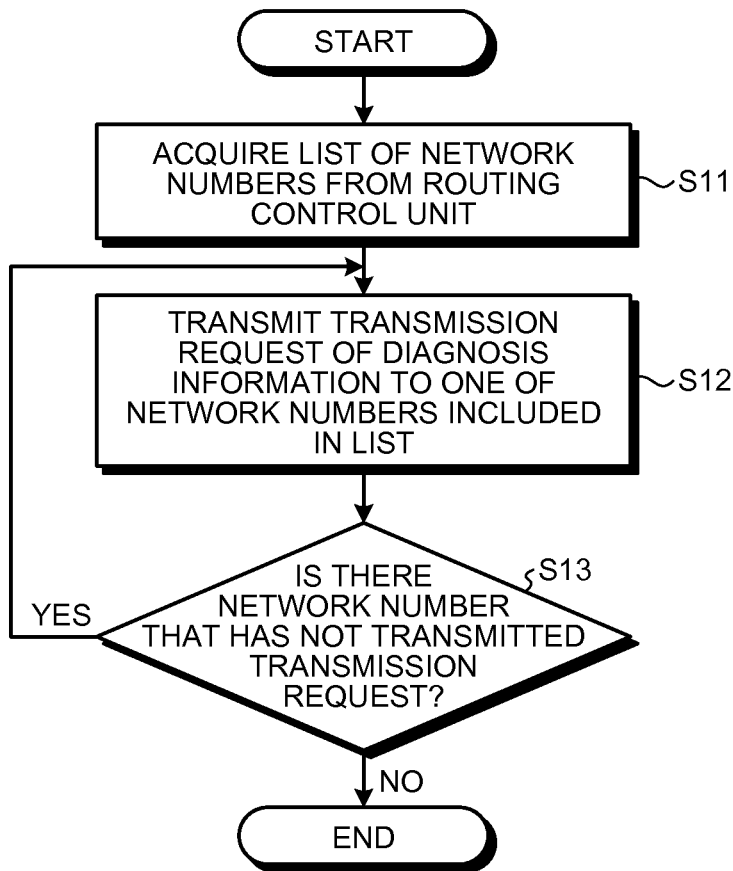 START
ACQUIRE LIST OF NETWORK
NUMBERS FROM ROUTING
CONTROL UNIT
S11
TRANSMIT TRANSMISSION
REQUEST OF DIAGNOSIS
INFORMATION TO ONE OF
NETWORK NUMBERS INCLUDED
IN LIST
S12
IS THERE
NETWORK NUMBER
THAT HAS NOT TRANSMITTED
TRANSMISSION
REQUEST?
S13
YES
NO
END